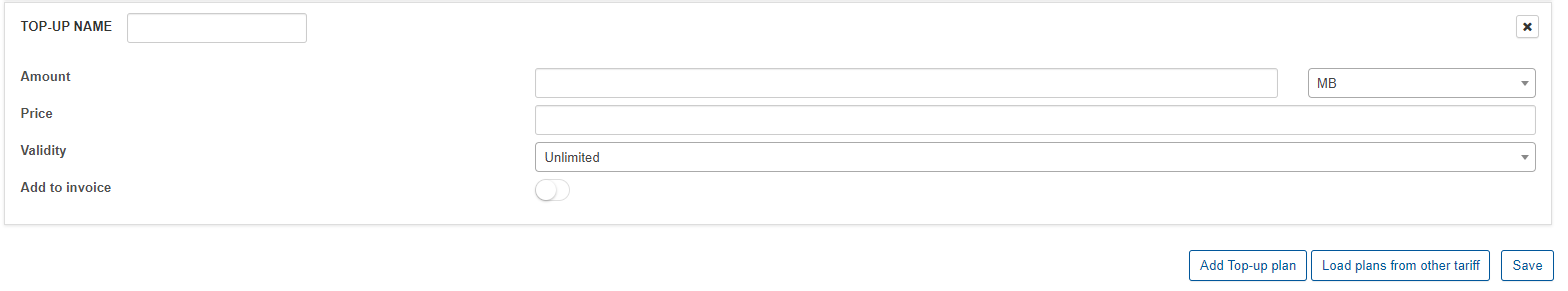 TOP-UP NAME
Amount
MB
Price
Validity
Unlimited
Add to invoice
Add Top-up plan
Load plans from other tariff
Save